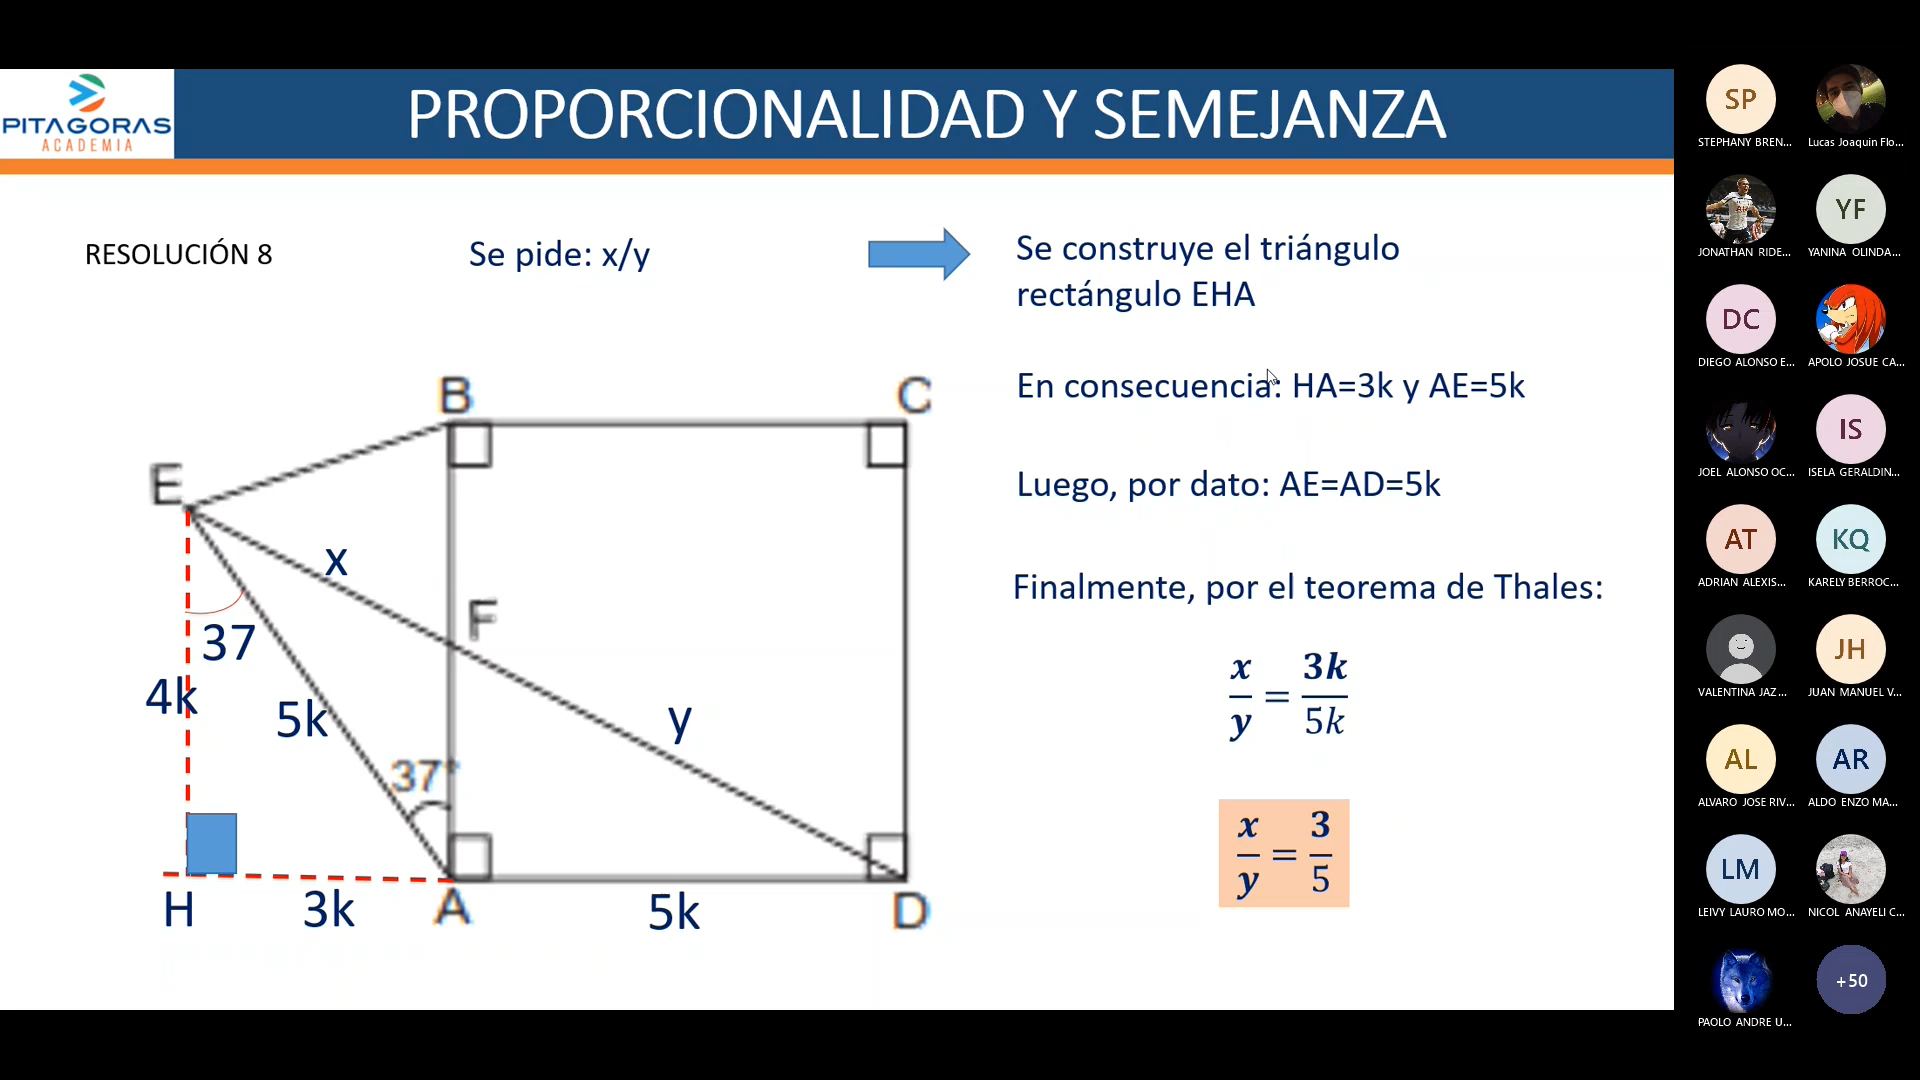 PITAGORAS
ACADEMIA
PROPORCIONALIDAD Y SEMEJANZA
RESOLUCIÓN 8
Se pide: x/y
Se construye el triángulo
rectángulo EHA
En consecuencia: HA=3k y AE=5k
Luego, por dato: AE=AD=5k
Finalmente, por el teorema de Thales:
x/y = 3k/5k
x/y = 3/5
B
C
E
x
F
37
4k
5k
y
37°
H
3k
A
5k
D
SP
STEPHANY BREN...
Lucas Joaquin Flo...
JONATHAN RIDE...
YF
YANINA OLINDA...
DC
DIEGO ALONSO E...
APOLO JOSUE CA...
JOEL ALONSO OC...
IS
ISELA GERALDIN...
AT
ADRIAN ALEXIS...
KQ
KARELY BERROC...
VALENTINA JAZ...
JH
JUAN MANUEL V...
AL
ALVARO JOSE RIV...
AR
ALDO ENZO MA...
LM
LEIVY LAURO MO...
NICOL ANAYELI C...
PAOLO ANDRE U...
+50